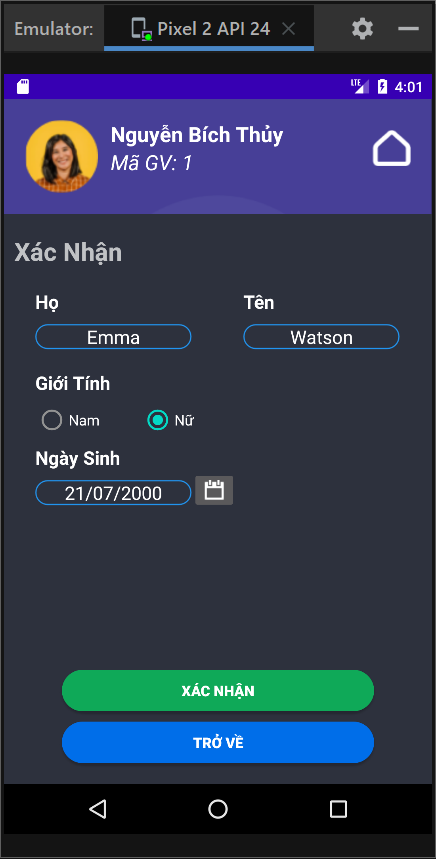 Emulator: Pixel 2 API 24
LTE 4:01
Nguyễn Bích Thủy
Mã GV: 1
Xác Nhận
Họ Tên
Emma Watson
Giới Tính
Nam Nữ
Ngày Sinh
21/07/2000
XÁC NHẬN
TRỞ VỀ